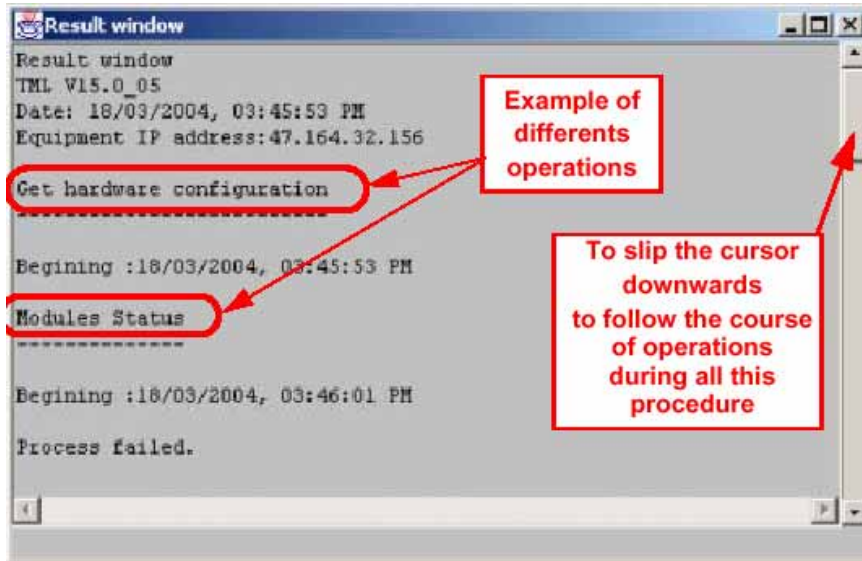 Result window
Result window
TML V15.0_05
Date: 18/03/2004, 03:45:53 PM
Equipment IP address:47.164.32.156
Get hardware configuration
---------------------------
Begining :18/03/2004, 03:45:53 PM
Modules Status
--------------
Begining :18/03/2004, 03:46:01 PM
Process failed.
Example of
differents
operations
To slip the cursor
downwards
to follow the course
of operations
during all this
procedure